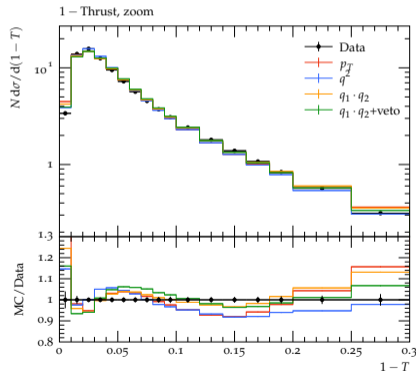 1−Thrust, zoom
N dσ/d(1 − T)
10¹
1
Data
p_T
q²
q₁ · q₂
q₁ · q₂+veto
MC/Data
1.3
1.2
1.1
1
0.9
0.8
0 0.05 0.1 0.15 0.2 0.25 0.3
1 − T